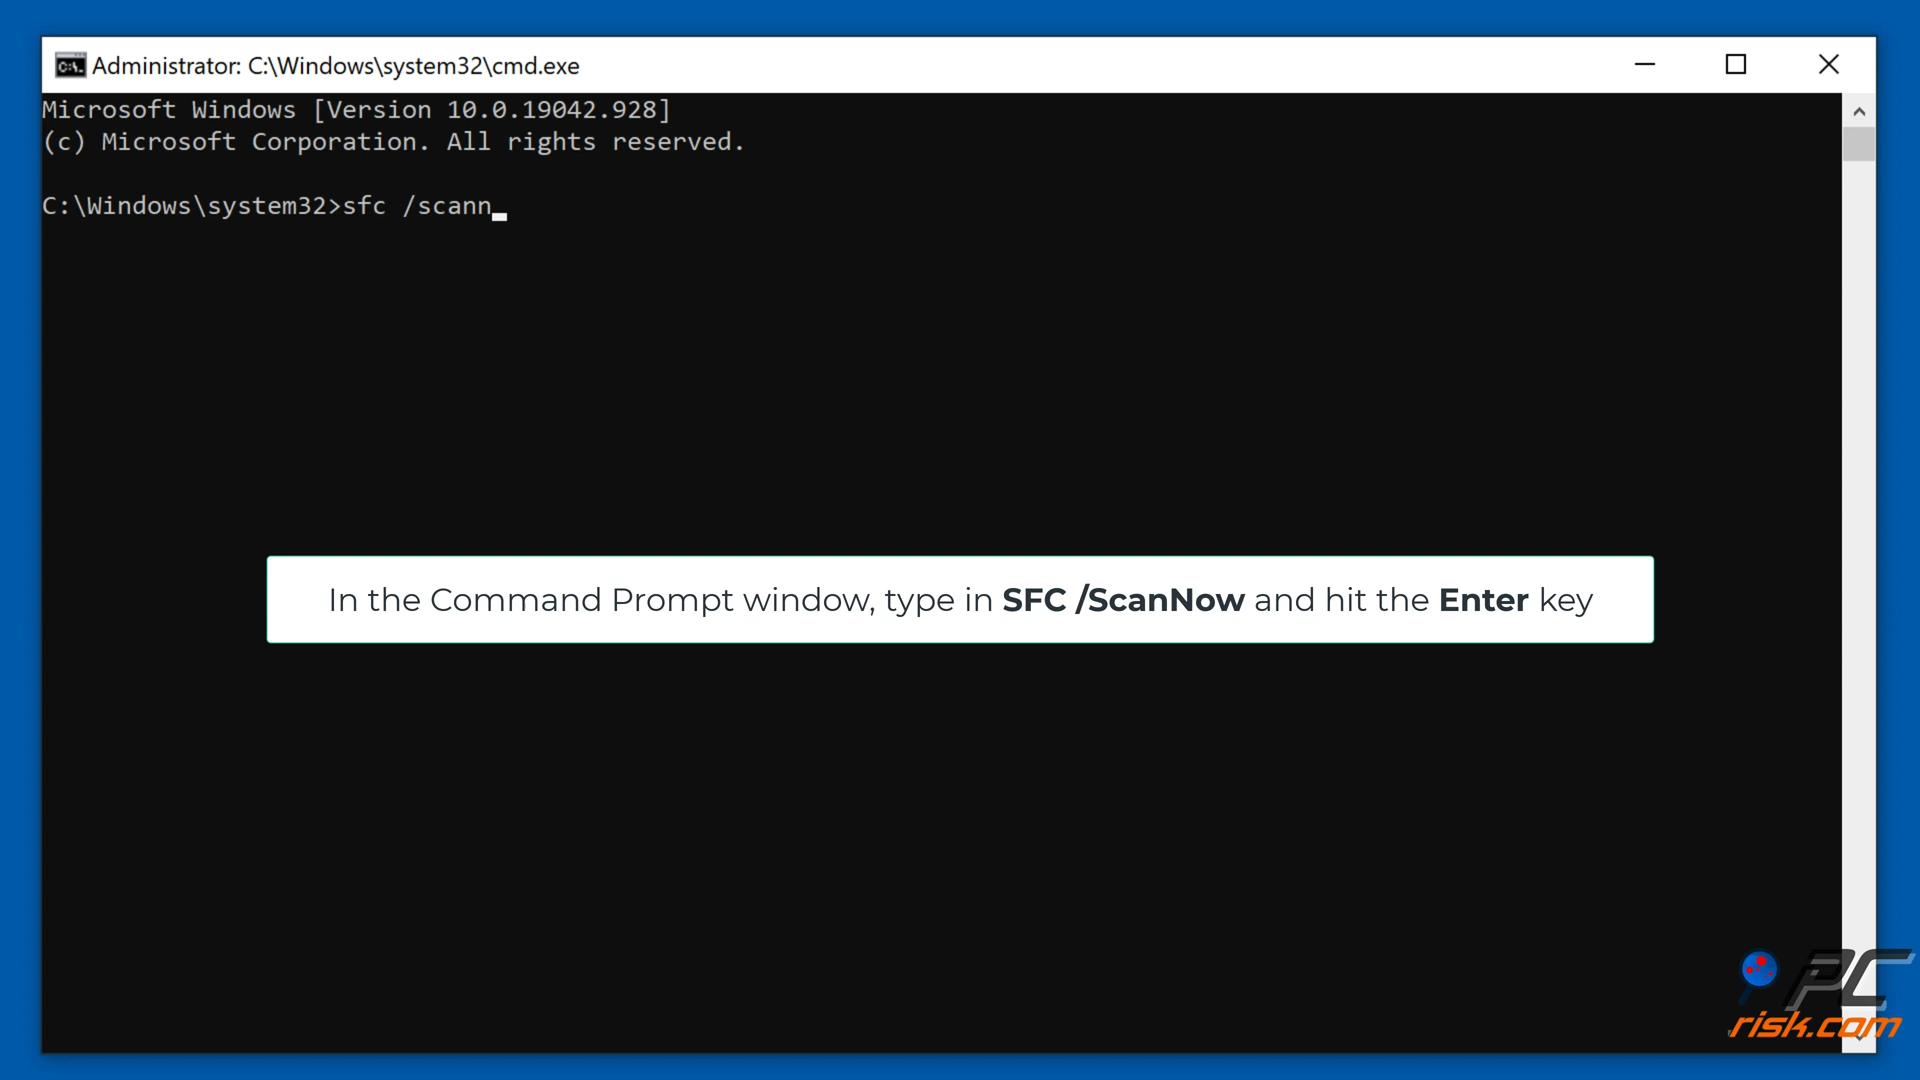 Administrator: C:\Windows\system32\cmd.exe
Microsoft Windows [Version 10.0.19042.928]
(c) Microsoft Corporation. All rights reserved.
C:\Windows\system32>sfc /scann_
In the Command Prompt window, type in SFC /ScanNow and hit the Enter key
PC
risk.com